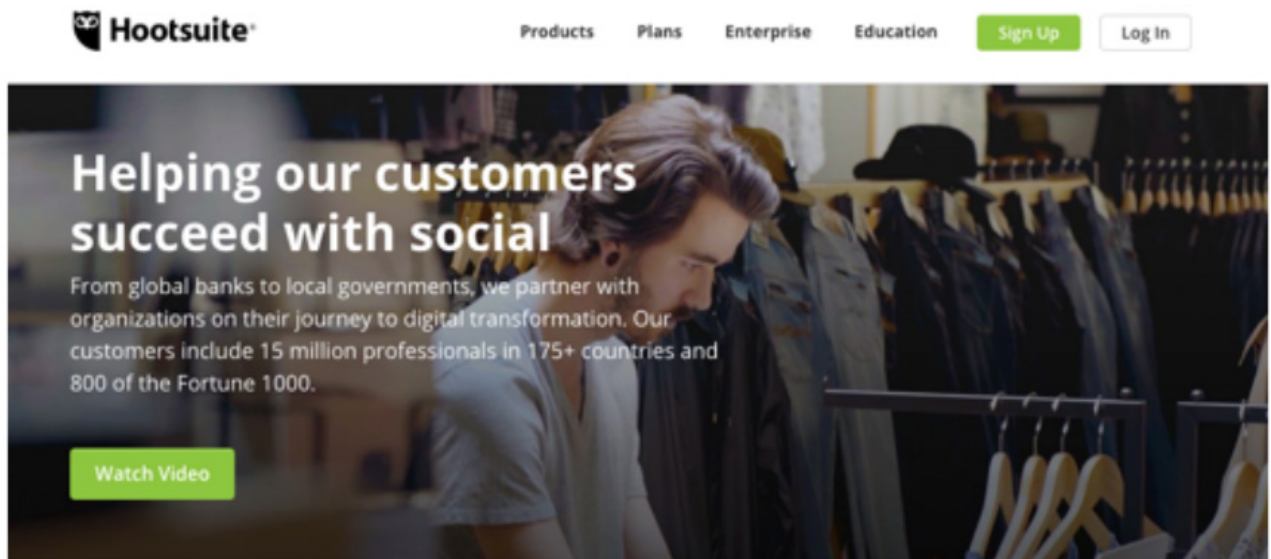 Hootsuite®
Products Plans Enterprise Education Sign Up Log In
Helping our customers
succeed with social
From global banks to local governments, we partner with
organizations on their journey to digital transformation. Our
customers include 15 million professionals in 175+ countries and
800 of the Fortune 1000.
Watch Video